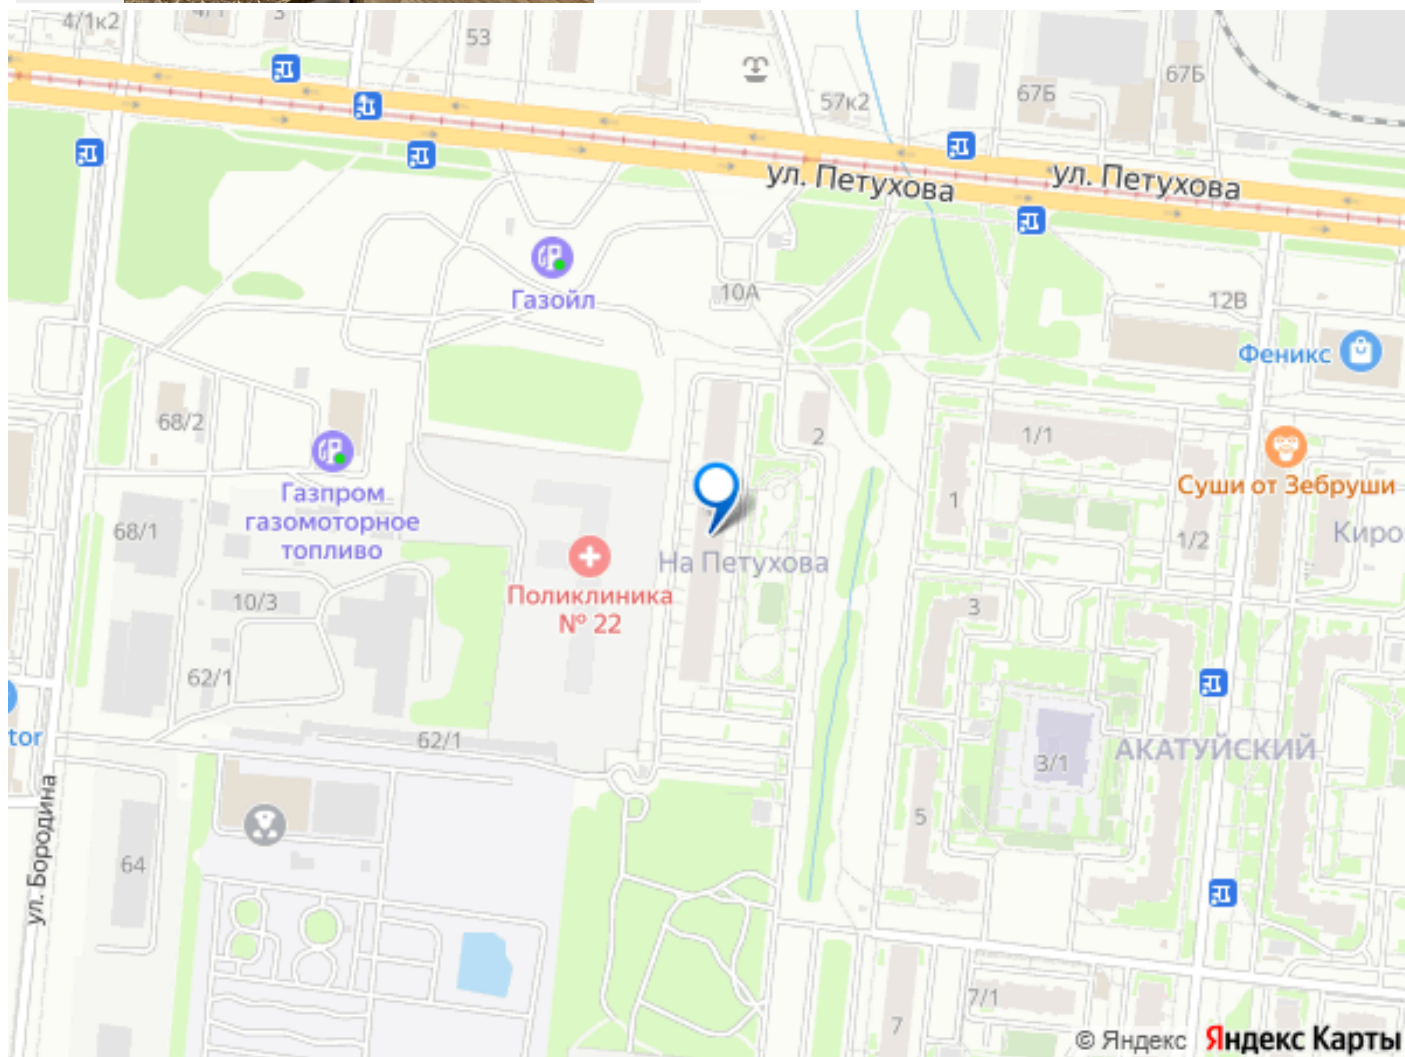 4/1к2
4/1
3
53
57к2
67Б
67Б
ул. Петухова
ул. Петухова
Газойл
10А
12В
Феникс
68/2
2
1/1
Суши от Зебруши
Газпром
газомоторное
топливо
68/1
1
1/2
Киро
На Петухова
Поликлиника
№ 22
10/3
3
62/1
62/1
tor
АКАТУЙСКИЙ
3/1
ул. Бородина
64
5
7/1
7
© Яндекс Яндекс Карты